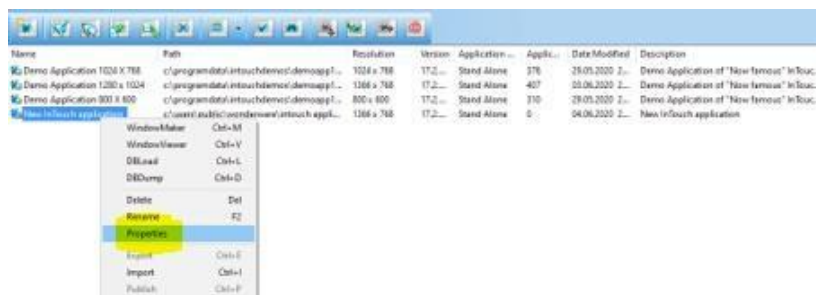 Name Path Resolution Version Application ... Applic... Date Modified Description
Demo Application 1024 X 768 c:\programdata\intouchdemos\demoapp1... 1024 x 768 17.2.... Stand Alone 376 29.05.2020 2... Demo Application of "Now famous" InTouc...
Demo Application 1280 x 1024 c:\programdata\intouchdemos\demoapp1... 1366 x 768 17.2.... Stand Alone 407 03.06.2020 2... Demo Application of "Now famous" InTouc...
Demo Application 800 X 600 c:\programdata\intouchdemos\demoapp1... 800 x 600 17.2.... Stand Alone 310 29.05.2020 2... Demo Application of "Now famous" InTouc...
New InTouch application c:\users\public\wonderware\intouch appli... 1366 x 768 17.2.... Stand Alone 0 04.06.2020 2... New InTouch application
WindowMaker Ctrl+M
WindowViewer Ctrl+V
DBLoad Ctrl+L
DBDump Ctrl+D
Delete Del
Rename F2
Properties
Export Ctrl+E
Import Ctrl+I
Publish Ctrl+P